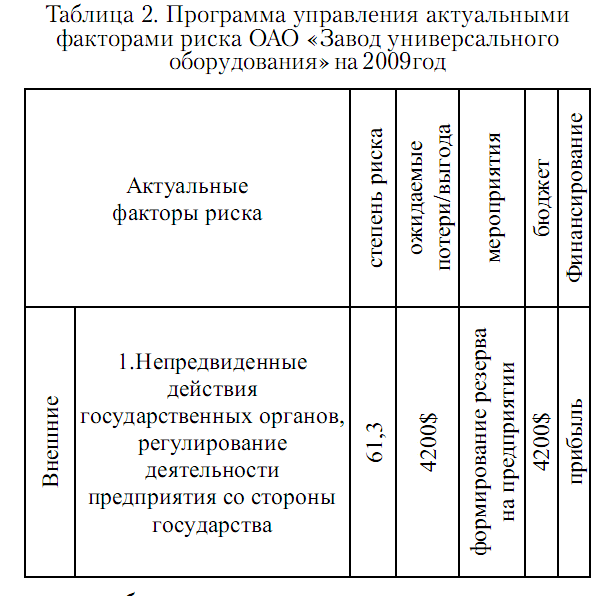 Таблица 2. Программа управления актуальными
факторами риска ОАО «Завод универсального
оборудования» на 2009год
Актуальные
факторы риска
степень риска
ожидаемые
потери/выгода
мероприятия
бюджет
Финансирование
Внешние
1.Непредвиденные
действия
государственных органов,
регулирование
деятельности
предприятия со стороны
государства
61,3
4200$
формирование резерва
на предприятии
4200$
прибыль